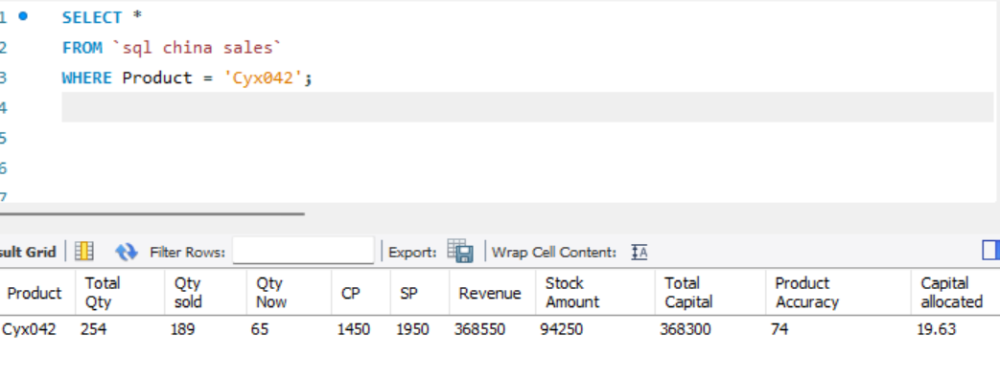 1 SELECT *
2 FROM `sql china sales`
3 WHERE Product = 'Cyx042';
4
5
6
7
sult Grid Filter Rows: Export: Wrap Cell Content: IA
Product Total Qty Qty sold Qty Now CP SP Revenue Stock Amount Total Capital Product Accuracy Capital allocated
Cyx042 254 189 65 1450 1950 368550 94250 368300 74 19.63